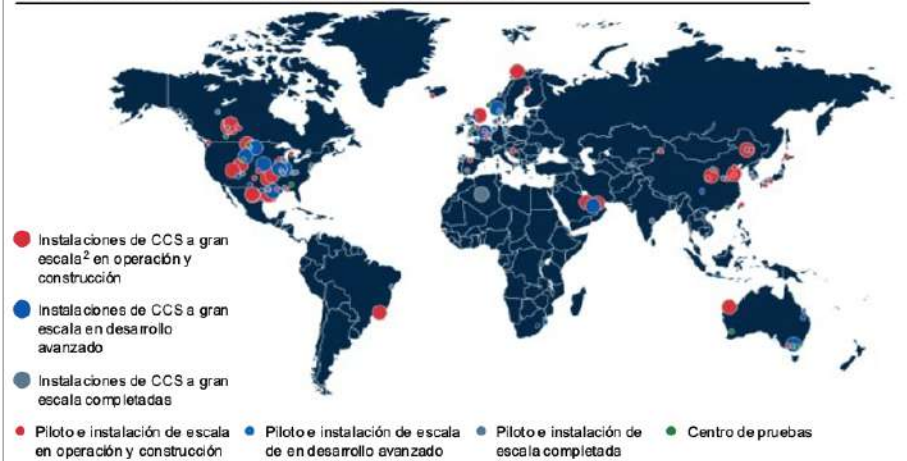 Instalaciones de CCS a gran
escala² en operación y
construcción
Instalaciones de CCS a gran
escala en desarrollo
avanzado
Instalaciones de CCS a gran
escala completadas
Piloto e instalación de escala
en operación y construcción
Piloto e instalación de escala
de en desarrollo avanzado
Piloto e instalación de
escala completada
Centro de pruebas